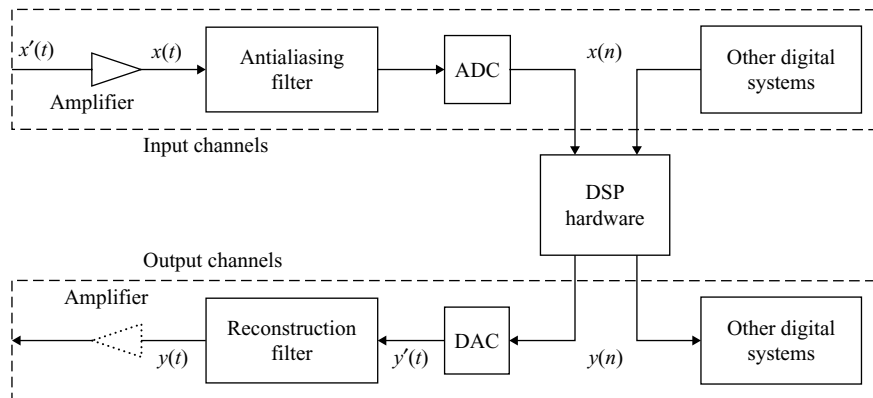 x′(t)
x(t)
Amplifier
Antialiasing
filter
ADC
x(n)
Other digital
systems
Input channels
DSP
hardware
Output channels
Amplifier
y(t)
Reconstruction
filter
y′(t)
DAC
y(n)
Other digital
systems